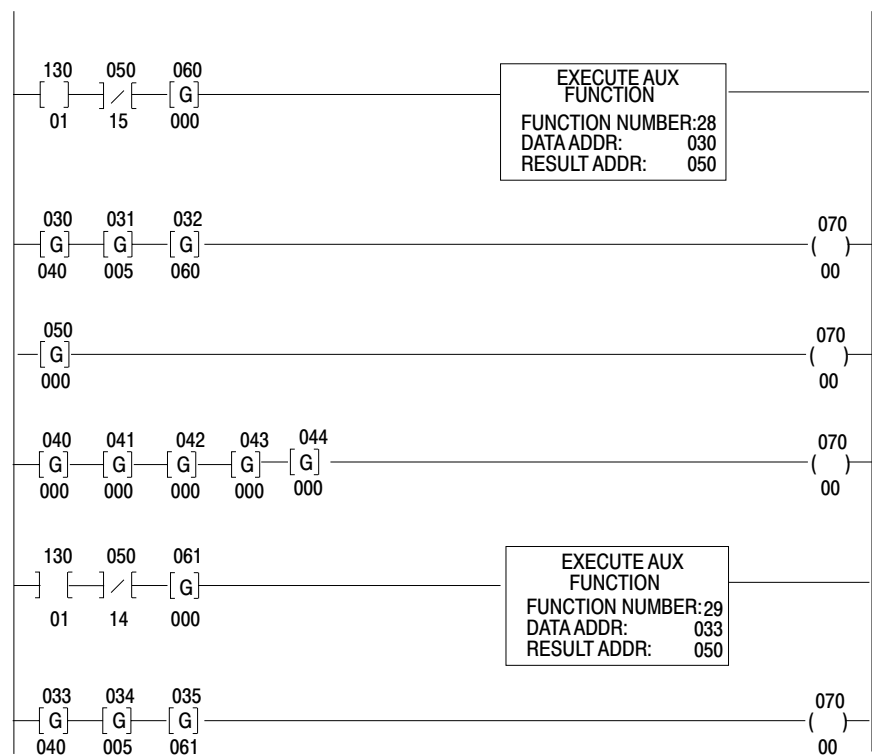 130 050 060
G
01 15 000
EXECUTE AUX
FUNCTION
FUNCTION NUMBER:28
DATA ADDR: 030
RESULT ADDR: 050
030 031 032 070
G G G
040 005 060 00
050 070
G
000 00
040 041 042 043 044 070
G G G G G
000 000 000 000 000 00
130 050 061
G
01 14 000
EXECUTE AUX
FUNCTION
FUNCTION NUMBER:29
DATA ADDR: 033
RESULT ADDR: 050
033 034 035 070
G G G
040 005 061 00